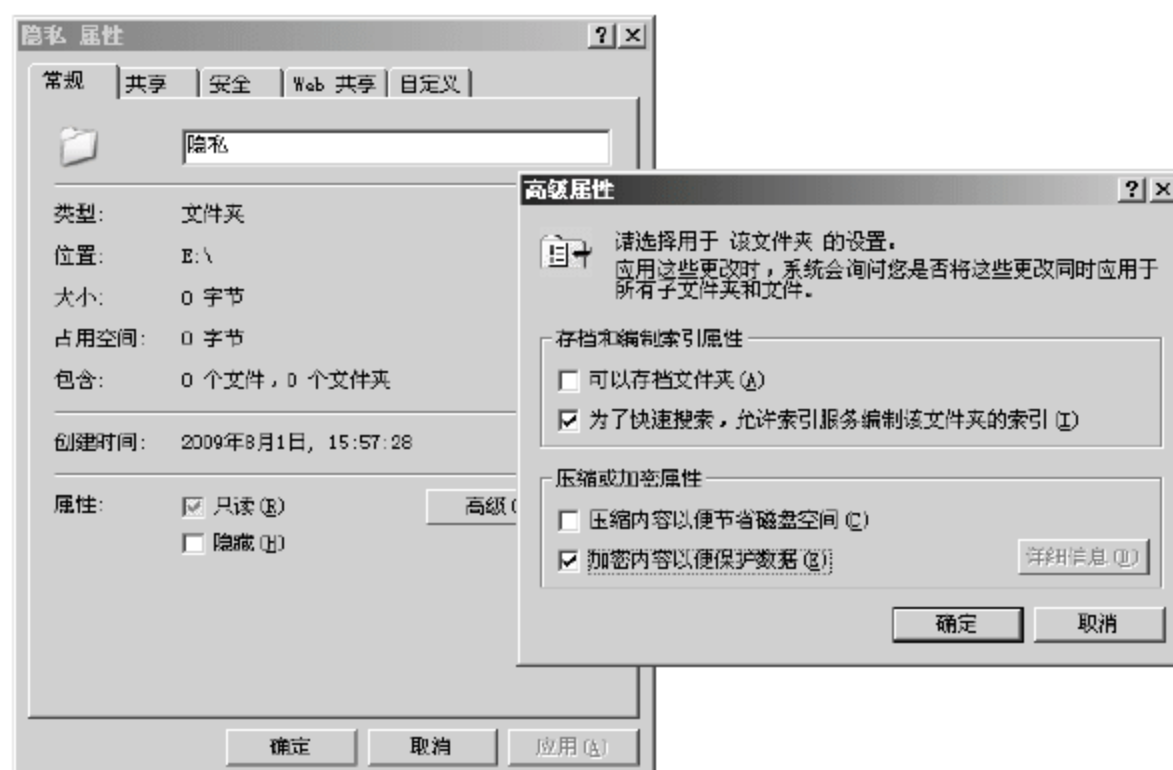 隐私 属性
常规 共享 安全 Web 共享 自定义
隐私
类型: 文件夹
位置: E:\
大小: 0 字节
占用空间: 0 字节
包含: 0 个文件,0 个文件夹
创建时间: 2009年8月1日, 15:57:28
属性: 只读(R) 高级(
隐藏(H)
确定 取消 应用(A)
高级属性
请选择用于 该文件夹 的设置。
应用这些更改时,系统会询问您是否将这些更改同时应用于
所有子文件夹和文件。
存档和编制索引属性
可以存档文件夹(A)
为了快速搜索,允许索引服务编制该文件夹的索引(I)
压缩或加密属性
压缩内容以便节省磁盘空间(C)
加密内容以便保护数据(E) 详细信息(D)
确定 取消